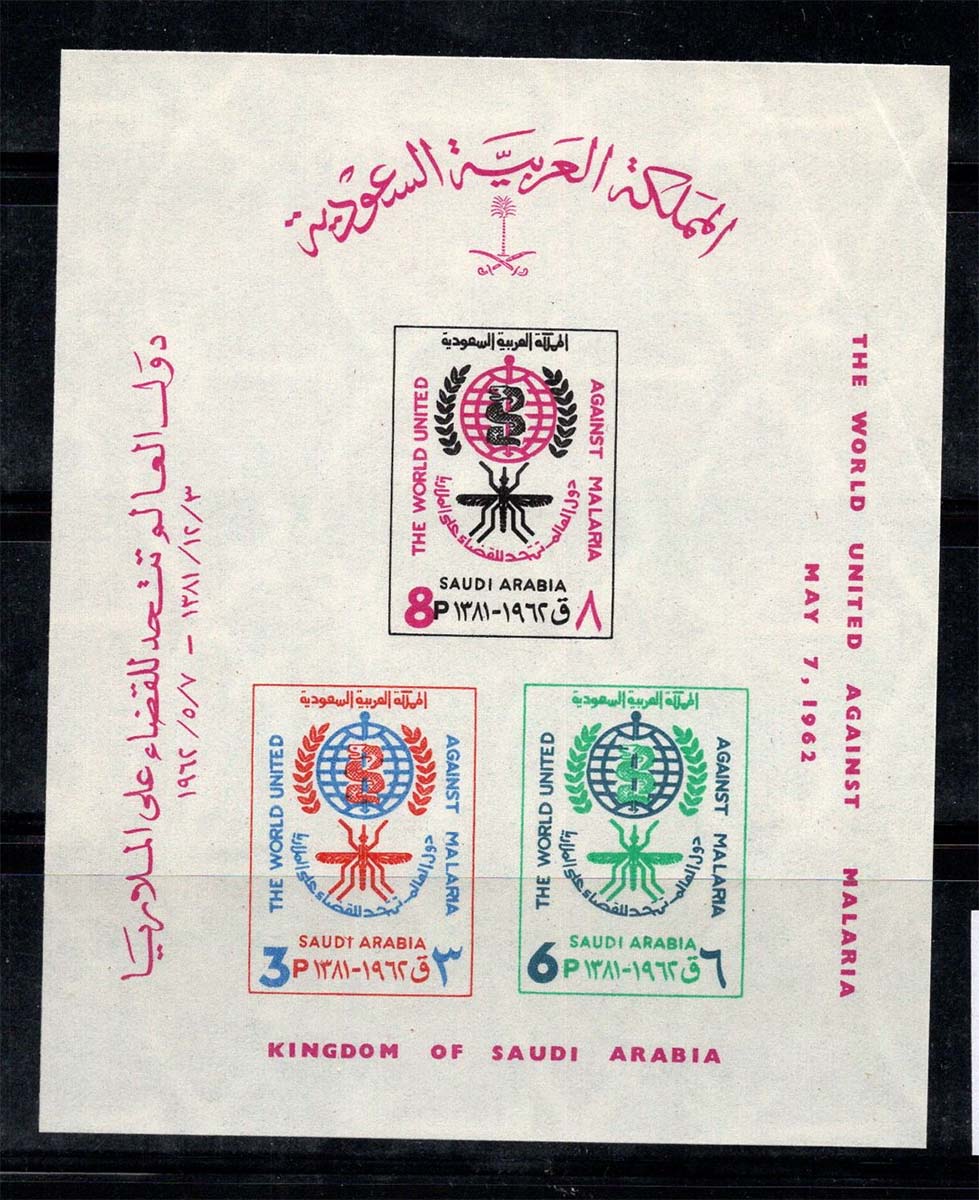 المملكة العربية السعودية
دول العالم تتحد للقضاء على الملاريا
١٩٦٢/٥/٧ - ١٣٨١/١٢/٣
THE WORLD UNITED AGAINST MALARIA
MAY 7, 1962
المملكة العربية السعودية
THE WORLD UNITED
AGAINST MALARIA
دول العالم تتحد للقضاء على الملاريا
SAUDI ARABIA
8P ١٣٨١-١٩٦٢ ق ٨
المملكة العربية السعودية
THE WORLD UNITED
AGAINST MALARIA
دول العالم تتحد للقضاء على الملاريا
SAUDI ARABIA
3P ١٣٨١-١٩٦٢ ق ٣
المملكة العربية السعودية
THE WORLD UNITED
AGAINST MALARIA
دول العالم تتحد للقضاء على الملاريا
SAUDI ARABIA
6P ١٣٨١-١٩٦٢ ق ٦
KINGDOM OF SAUDI ARABIA